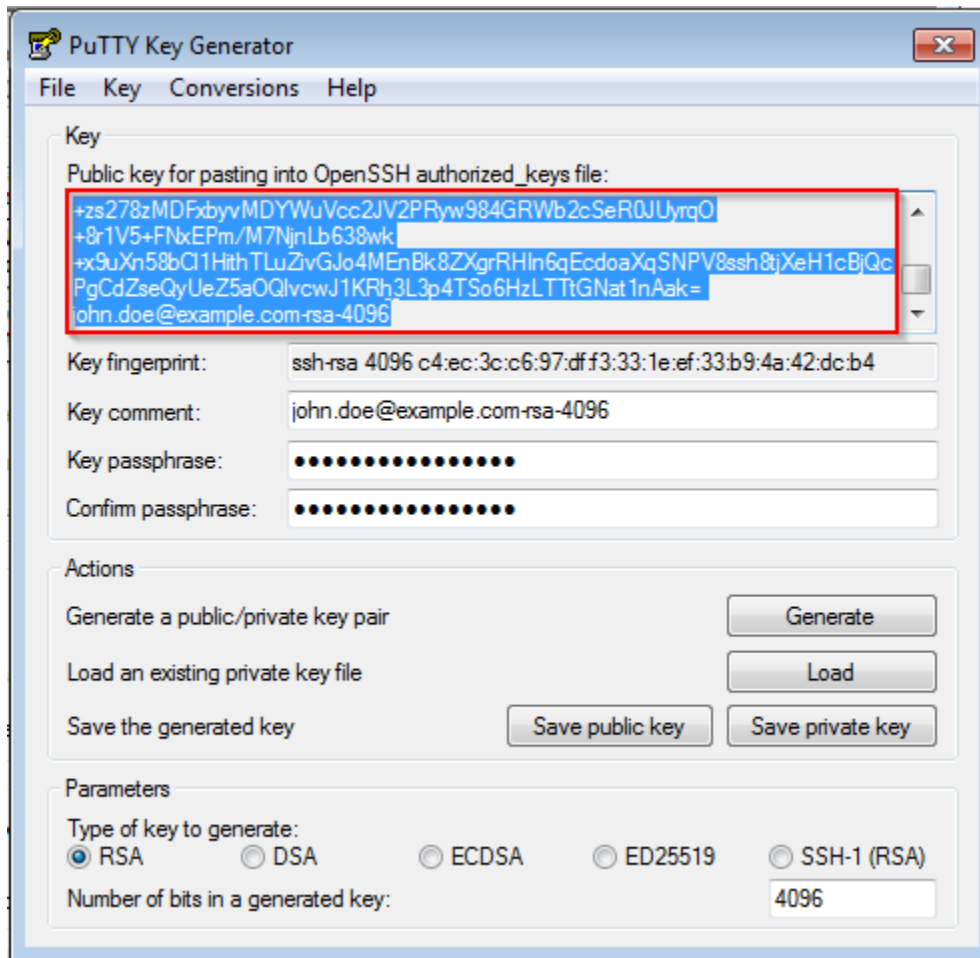 PuTTY Key Generator
File Key Conversions Help
Key
Public key for pasting into OpenSSH authorized_keys file:
+zs278zMDFxbyvMDYWuVcc2JV2PRyw984GRWb2cSeR0JUyrqO
+8r1V5+FNxEPm/M7NjnLb638wk
+x9uXn58bCl1HithTLuZivGJo4MEnBk8ZXgrRHIn6qEcdoaXqSNPV8ssh8tjXeH1cBjQc
PgCdZseQyUeZ5aOQlvcwJ1KRh3L3p4TSo6HzLTTtGNat1nAak=
john.doe@example.com-rsa-4096
Key fingerprint: ssh-rsa 4096 c4:ec:3c:c6:97:df:f3:33:1e:ef:33:b9:4a:42:dc:b4
Key comment: john.doe@example.com-rsa-4096
Key passphrase: ••••••••••••••••
Confirm passphrase: ••••••••••••••••
Actions
Generate a public/private key pair Generate
Load an existing private key file Load
Save the generated key Save public key Save private key
Parameters
Type of key to generate:
RSA DSA ECDSA ED25519 SSH-1 (RSA)
Number of bits in a generated key: 4096